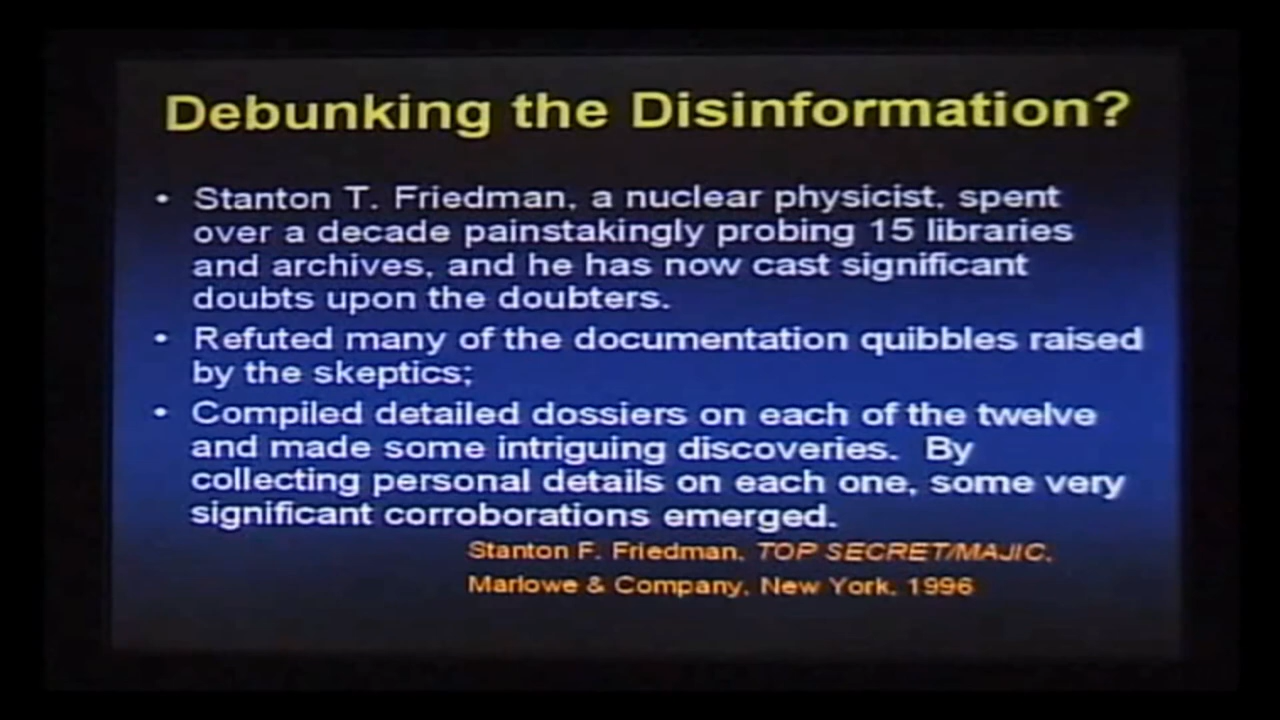 Debunking the Disinformation?
• Stanton T. Friedman, a nuclear physicist, spent
over a decade painstakingly probing 15 libraries
and archives, and he has now cast significant
doubts upon the doubters.
• Refuted many of the documentation quibbles raised
by the skeptics;
• Compiled detailed dossiers on each of the twelve
and made some intriguing discoveries. By
collecting personal details on each one, some very
significant corroborations emerged.
Stanton F. Friedman, TOP SECRET/MAJIC,
Marlowe & Company, New York, 1996